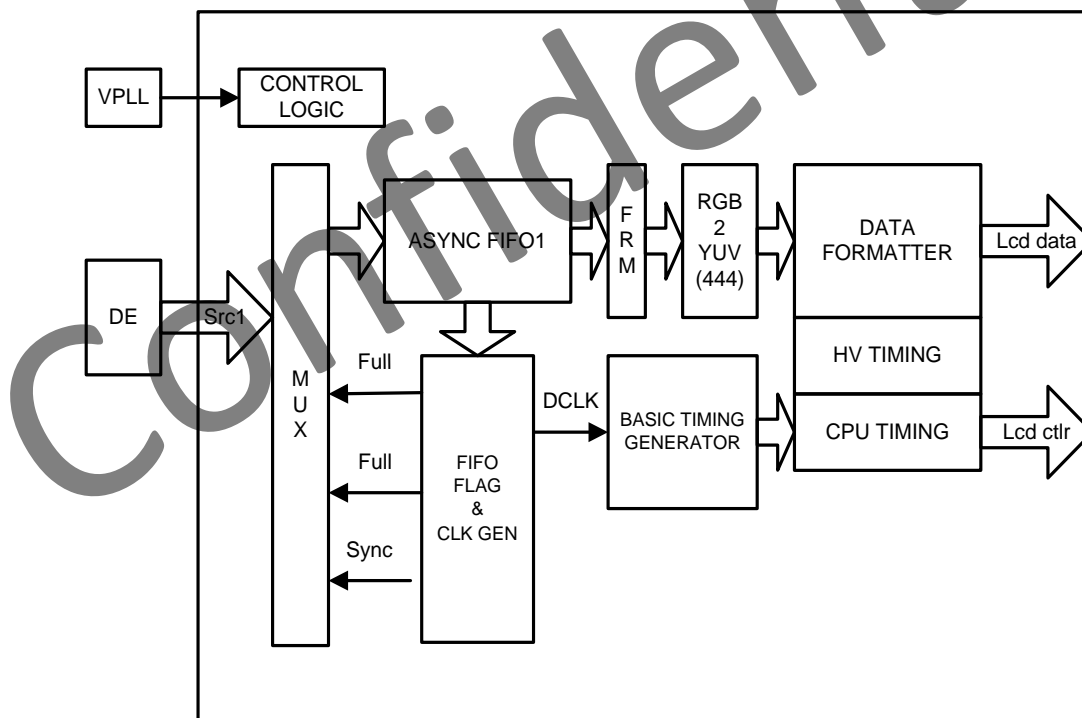 VPLL
CONTROL
LOGIC
DE
Src1
M
U
X
ASYNC FIFO1
F
R
M
RGB
2
YUV
(444)
DATA
FORMATTER
Lcd data
HV TIMING
CPU TIMING
Lcd ctlr
Full
Full
Sync
FIFO
FLAG
&
CLK GEN
DCLK
BASIC TIMING
GENERATOR
Confiden